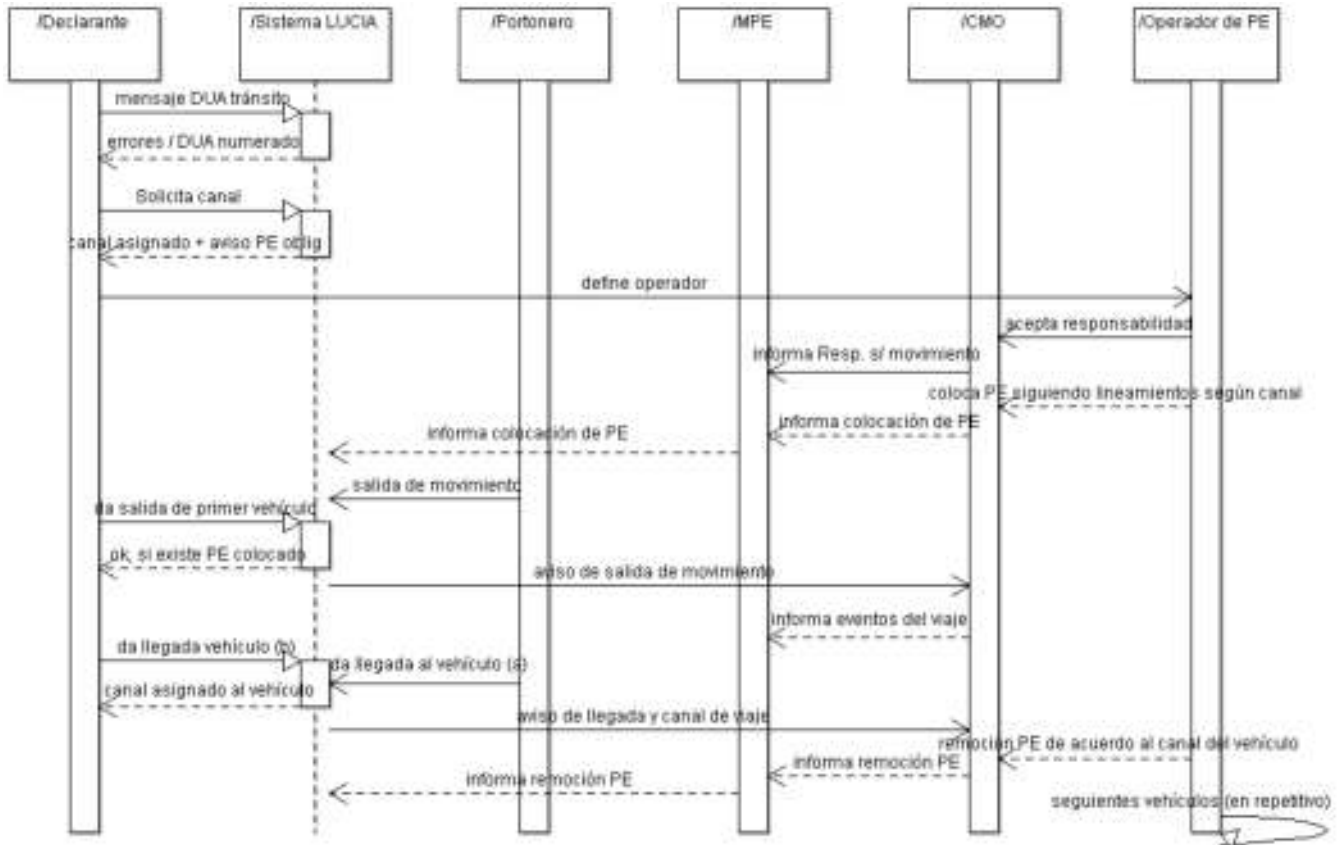 /Declarante
/Sistema LUCIA
/Portonero
/MPE
/CMO
/Operador de PE
mensaje DUA tránsito
errores / DUA numerado
Solicita canal
canal asignado + aviso PE oblig
define operador
acepta responsabilidad
informa Resp. s/ movimiento
coloca PE siguiendo lineamientos según canal
informa colocación de PE
informa colocación de PE
salida de movimiento
da salida de primer vehículo
ok, si existe PE colocado
aviso de salida de movimiento
informa eventos del viaje
da llegada vehículo (b)
da llegada al vehículo (a)
canal asignado al vehículo
aviso de llegada y canal de viaje
remoción PE de acuerdo al canal del vehículo
informa remoción PE
informa remoción PE
seguientes vehículos (en repetitivo)